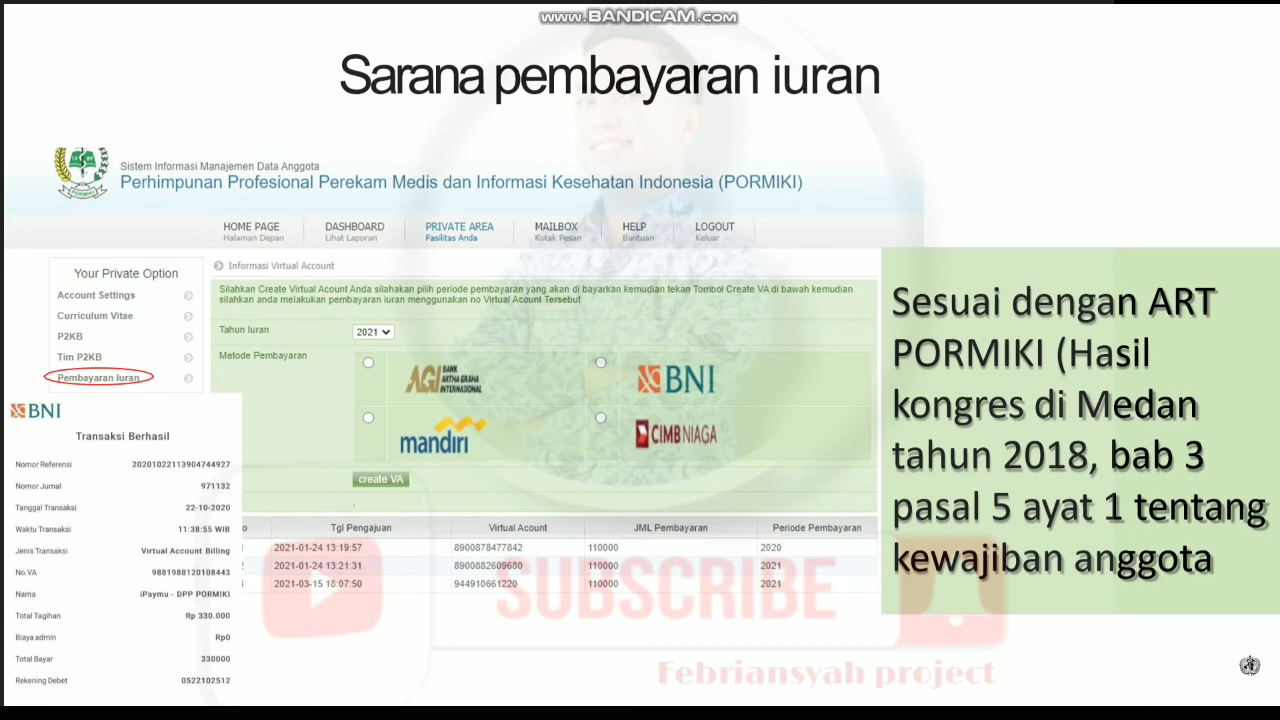 www.BANDICAM.com
Sarana pembayaran iuran
PORMIKI
Sistem Informasi Manajemen Data Anggota
Perhimpunan Profesional Perekam Medis dan Informasi Kesehatan Indonesia (PORMIKI)
HOME PAGE DASHBOARD PRIVATE AREA MAILBOX HELP LOGOUT
Halaman Depan Lihat Laporan Fasilitas Anda Kotak Pesan Bantuan Keluar
Your Private Option
Account Settings
Curriculum Vitae
P2KB
Tim P2KB
Pembayaran Iuran
Informasi Virtual Account
Silahkan Create Virtual Acount Anda silahakan pilih periode pembayaran yang akan di bayarkan kemudian tekan Tombol Create VA di bawah kemudian
silahkan anda melakukan pembayaran iuran menggunakan no Virtual Acount Tersebut
Tahun Iuran 2021
Metode Pembayaran
AGI BANK ARTHA GRAHA INTERNASIONAL
BNI
mandiri
CIMB NIAGA
create VA
o Tgl Pengajuan Virtual Acount JML Pembayaran Periode Pembayaran
2021-01-24 13:19:57 8900878477842 110000 2020
2 2021-01-24 13:21:31 8900882609680 110000 2021
3 2021-03-15 18:07:50 944910661220 110000 2021
BNI
Transaksi Berhasil
Nomor Referensi 20201022113904744927
Nomor Jurnal 971132
Tanggal Transaksi 22-10-2020
Waktu Transaksi 11:38:55 WIB
Jenis Transaksi Virtual Account Billing
No.VA 9881988120108443
Nama iPaymu - DPP PORMIKI
Total Tagihan Rp 330.000
Biaya admin Rp0
Total Bayar 330000
Rekening Debet 0522102512
Sesuai dengan ART
PORMIKI (Hasil
kongres di Medan
tahun 2018, bab 3
pasal 5 ayat 1 tentang
kewajiban anggota
SUBSCRIBE
Febriansyah project